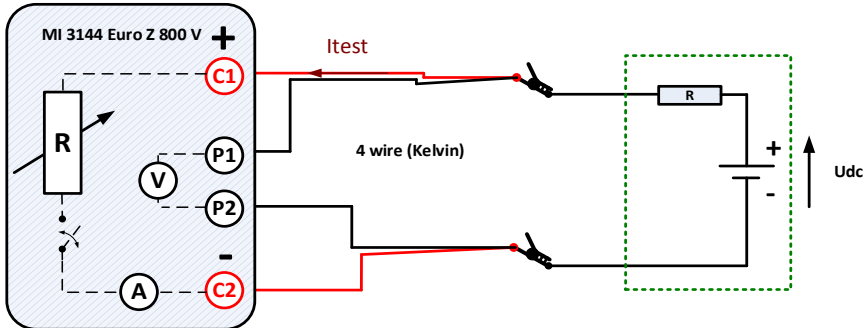 MI 3144 Euro Z 800 V
+
Itest
C1
R
R
P1
4 wire (Kelvin)
V
+
Udc
P2
-
-
A
C2